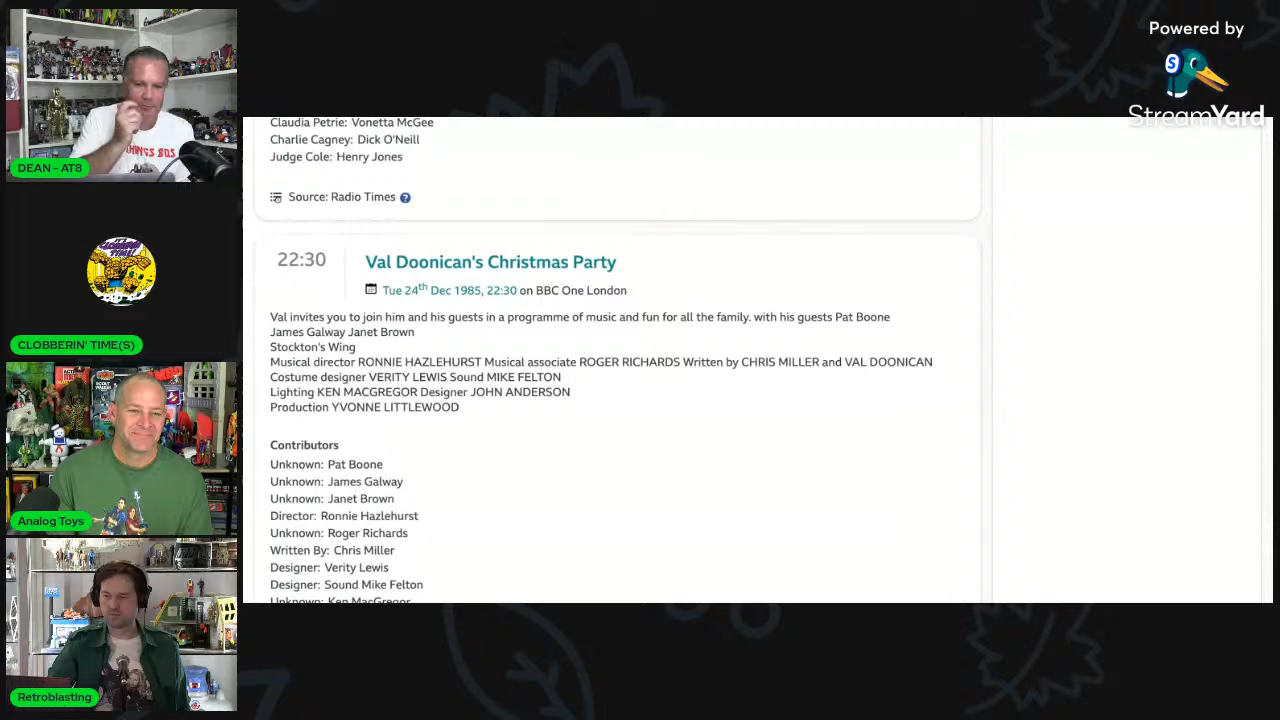 Powered by
StreamYard
DEAN - AT8
CLOBBERIN' TIME(S)
Analog Toys
Retroblasting
Claudia Petrie: Vonetta McGee
Charlie Cagney: Dick O'Neill
Judge Cole: Henry Jones
Source: Radio Times ?
22:30
Val Doonican's Christmas Party
Tue 24th Dec 1985, 22:30 on BBC One London
Val invites you to join him and his guests in a programme of music and fun for all the family. with his guests Pat Boone
James Galway Janet Brown
Stockton's Wing
Musical director RONNIE HAZLEHURST Musical associate ROGER RICHARDS Written by CHRIS MILLER and VAL DOONICAN
Costume designer VERITY LEWIS Sound MIKE FELTON
Lighting KEN MACGREGOR Designer JOHN ANDERSON
Production YVONNE LITTLEWOOD
Contributors
Unknown: Pat Boone
Unknown: James Galway
Unknown: Janet Brown
Director: Ronnie Hazlehurst
Unknown: Roger Richards
Written By: Chris Miller
Designer: Verity Lewis
Designer: Sound Mike Felton
Unknown: Ken MacGregor